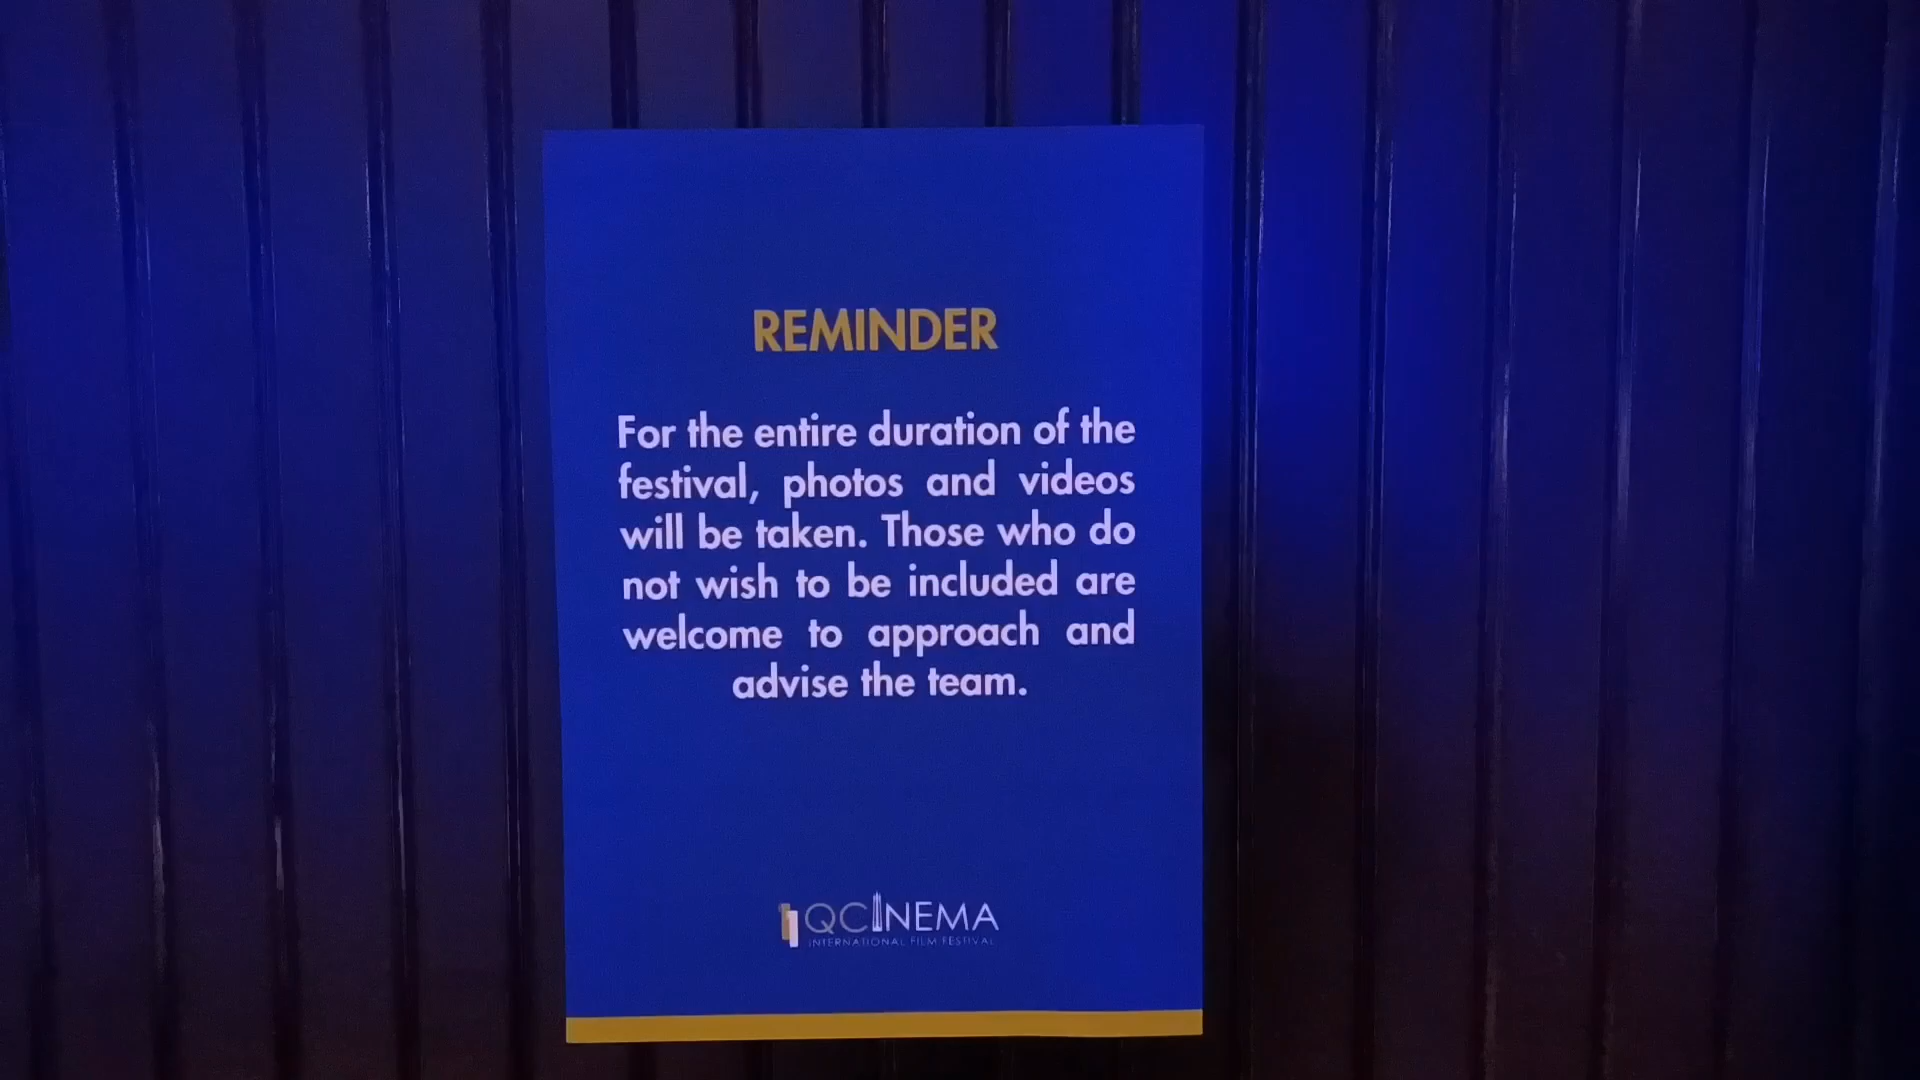 REMINDER
For the entire duration of the
festival, photos and videos
will be taken. Those who do
not wish to be included are
welcome to approach and
advise the team.
QCINEMA
INTERNATIONAL FILM FESTIVAL